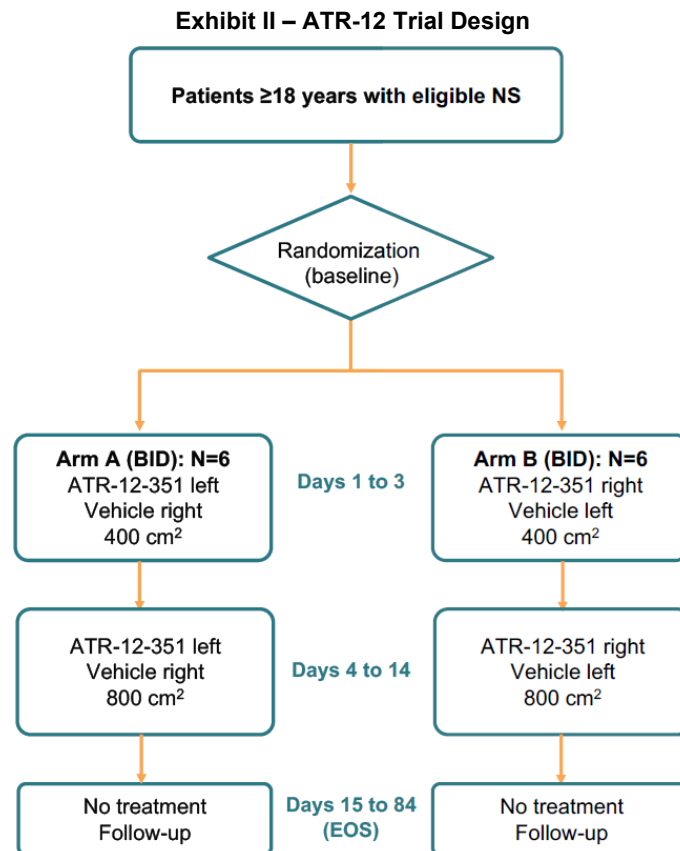 Exhibit II – ATR-12 Trial Design
Patients ≥18 years with eligible NS
Randomization
(baseline)
Arm A (BID): N=6
ATR-12-351 left
Vehicle right
400 cm²
Days 1 to 3
Arm B (BID): N=6
ATR-12-351 right
Vehicle left
400 cm²
ATR-12-351 left
Vehicle right
800 cm²
Days 4 to 14
ATR-12-351 right
Vehicle left
800 cm²
No treatment
Follow-up
Days 15 to 84
(EOS)
No treatment
Follow-up